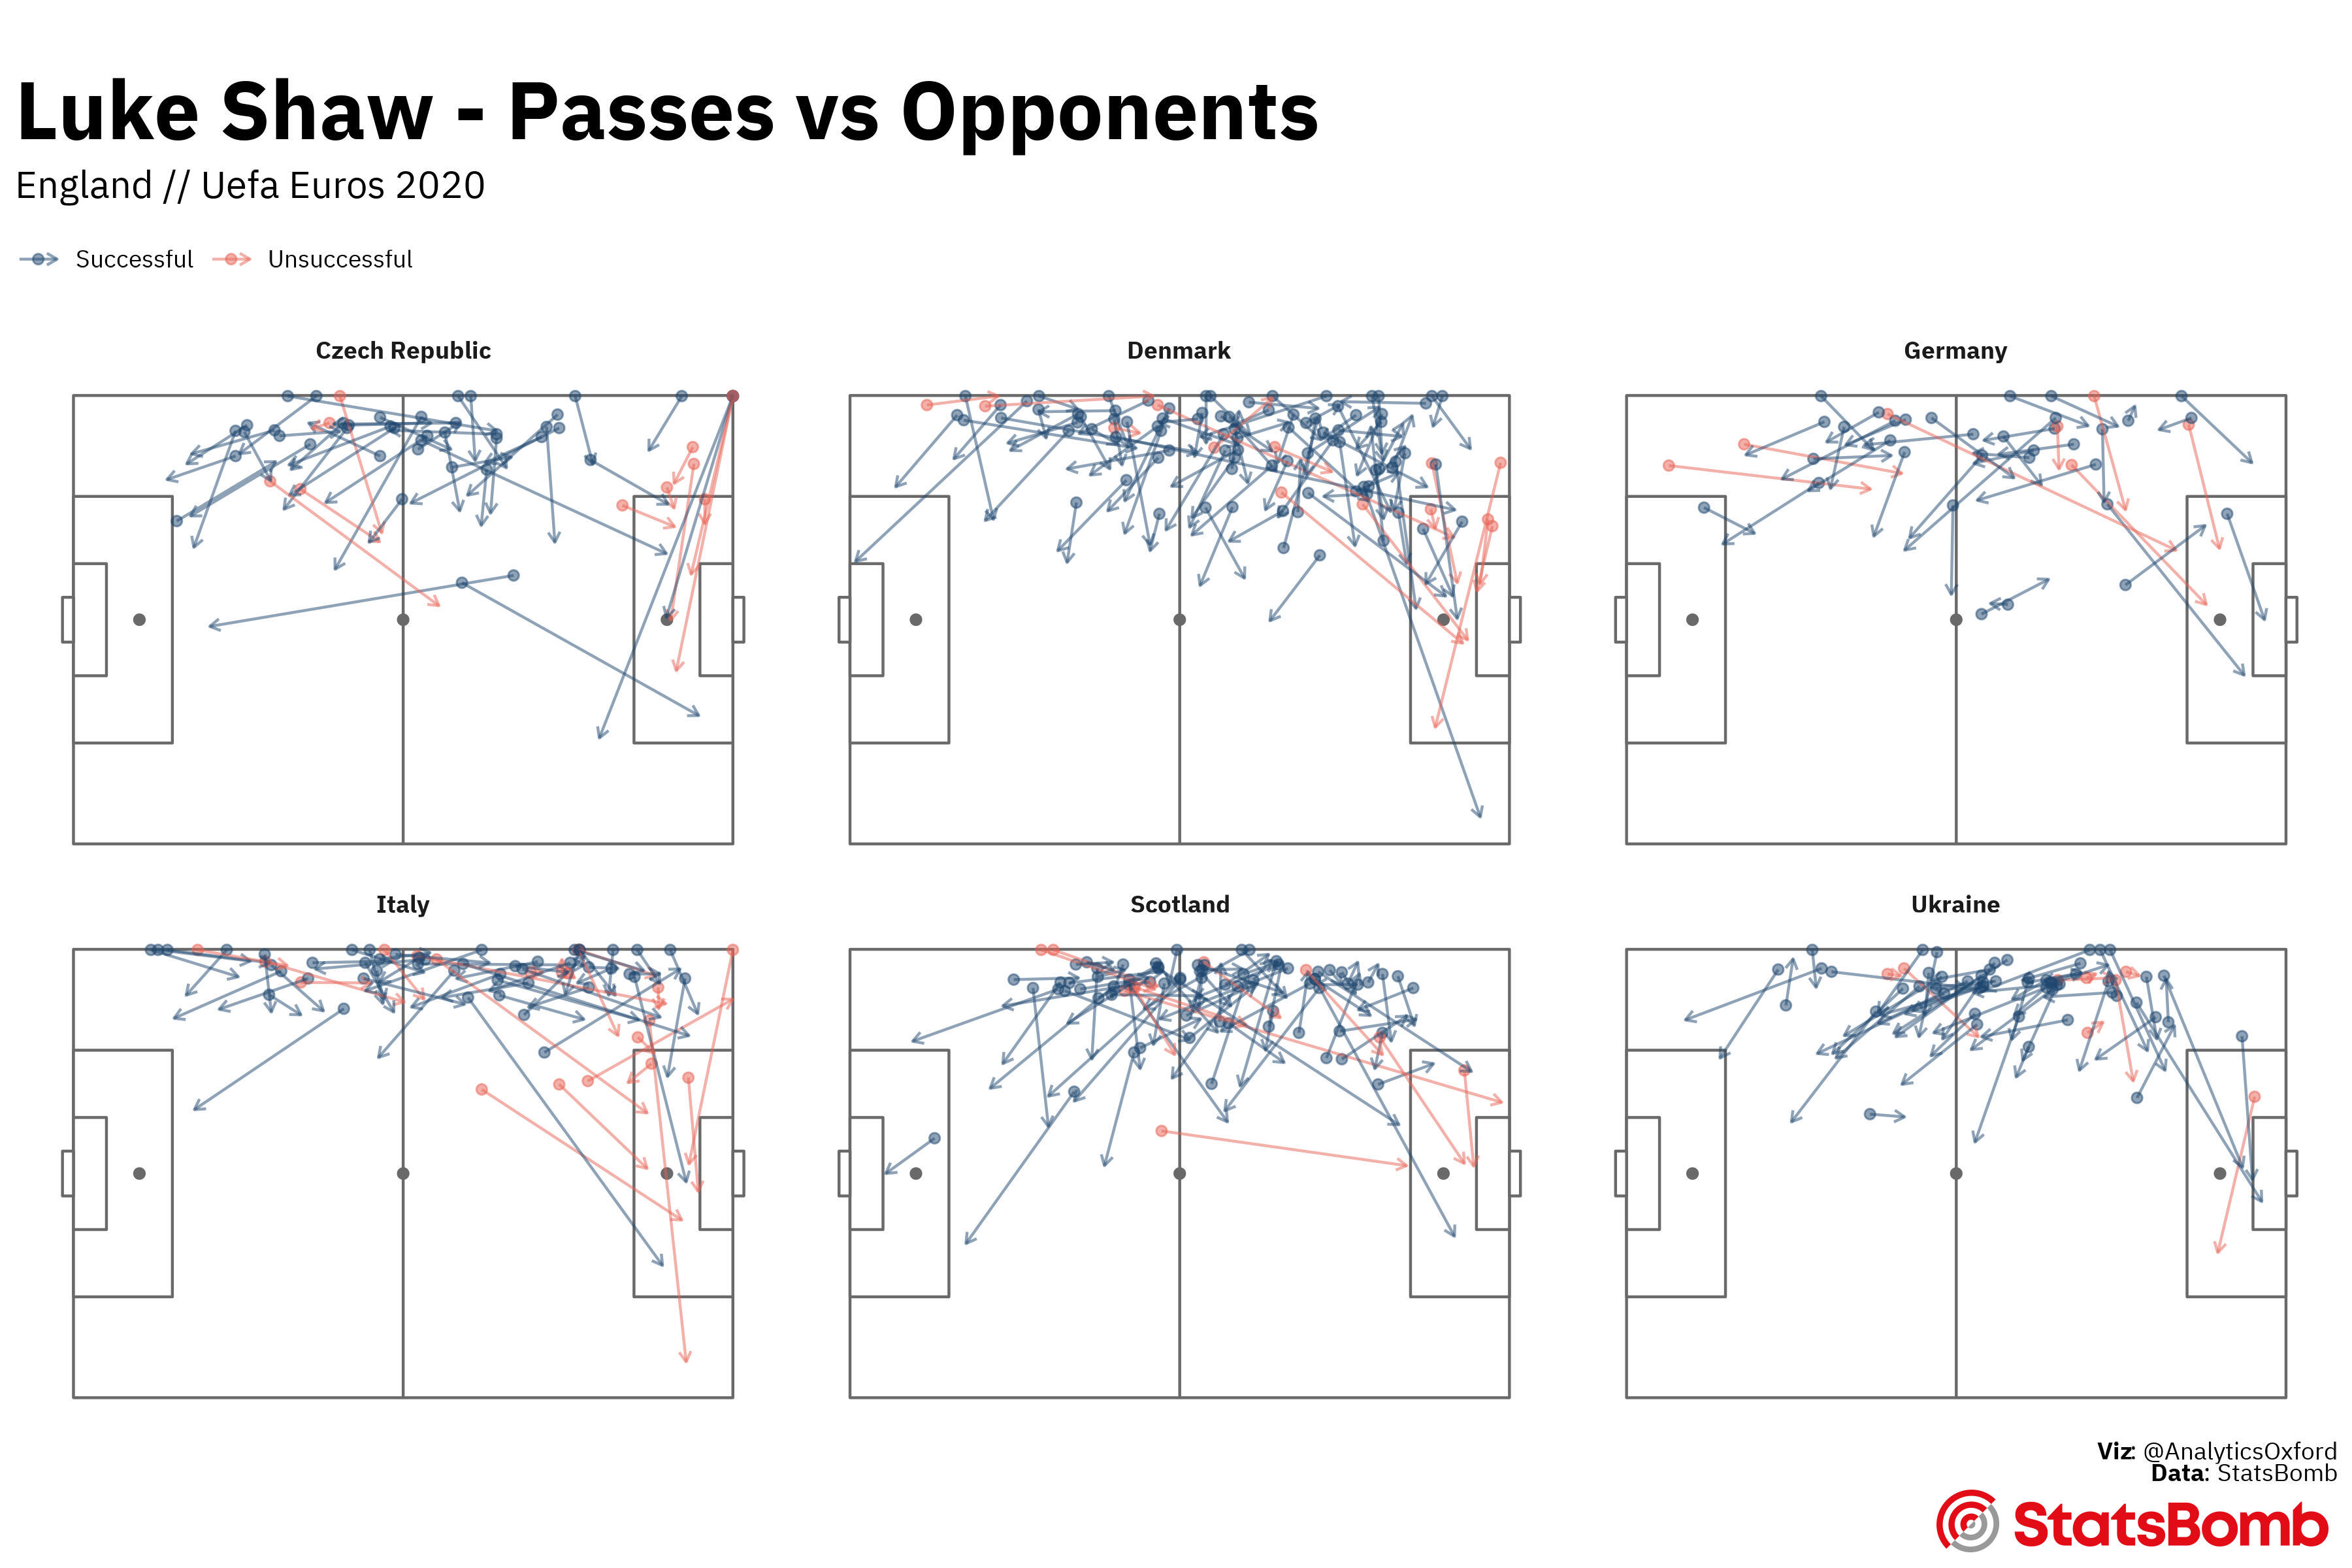 Luke Shaw - Passes vs Opponents
England // Uefa Euros 2020
Successful Unsuccessful
Czech Republic Denmark Germany
Italy Scotland Ukraine
Viz: @AnalyticsOxford
Data: StatsBomb
StatsBomb